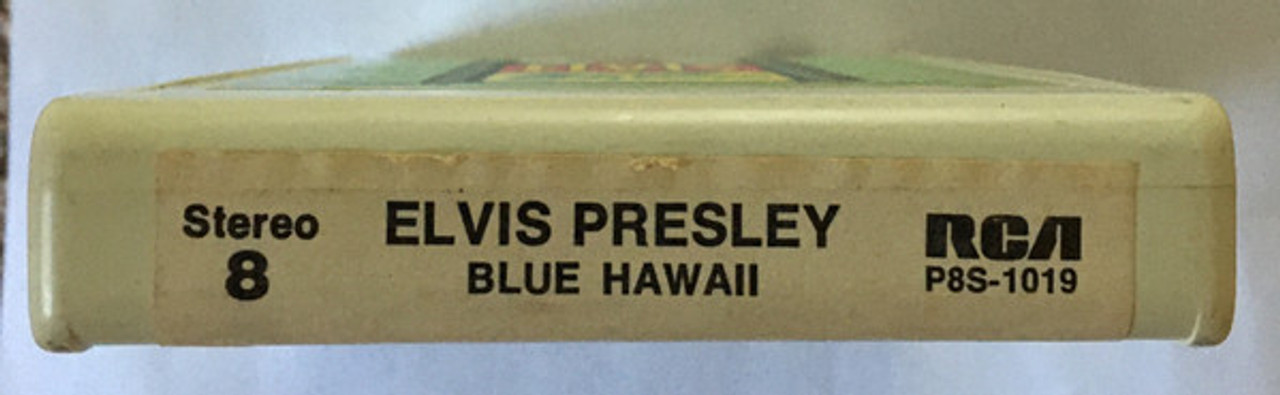 Stereo 8
ELVIS PRESLEY
BLUE HAWAII
RCA
P8S-1019